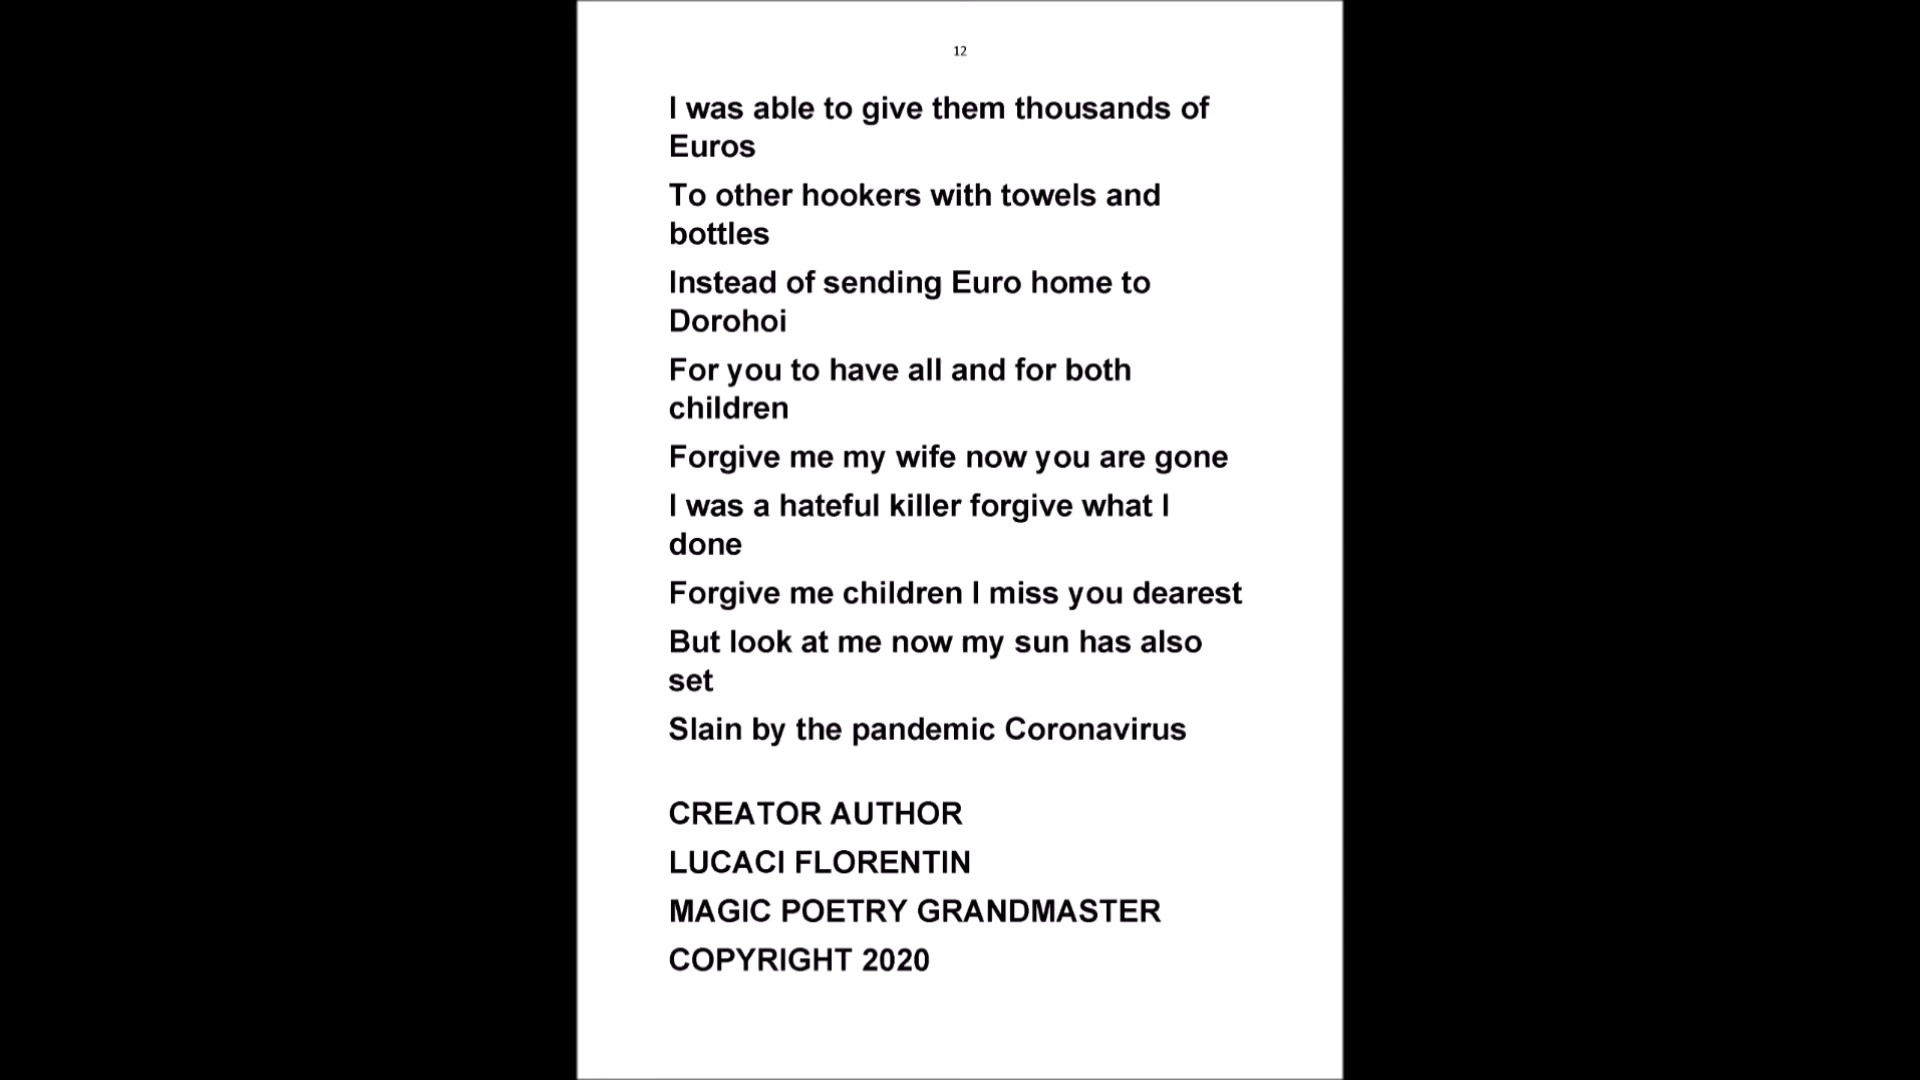 12
I was able to give them thousands of
Euros
To other hookers with towels and
bottles
Instead of sending Euro home to
Dorohoi
For you to have all and for both
children
Forgive me my wife now you are gone
I was a hateful killer forgive what I
done
Forgive me children I miss you dearest
But look at me now my sun has also
set
Slain by the pandemic Coronavirus
CREATOR AUTHOR
LUCACI FLORENTIN
MAGIC POETRY GRANDMASTER
COPYRIGHT 2020